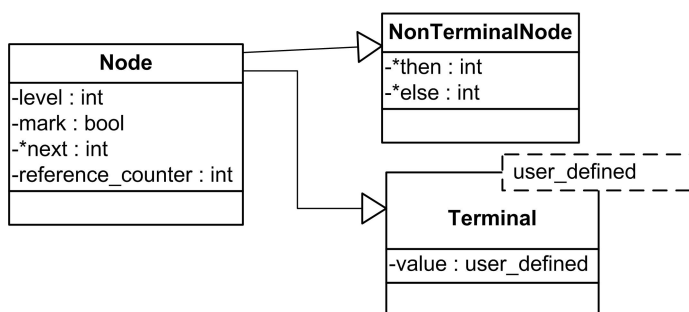 Node
-level : int
-mark : bool
-*next : int
-reference_counter : int
NonTerminalNode
-*then : int
-*else : int
user_defined
Terminal
-value : user_defined